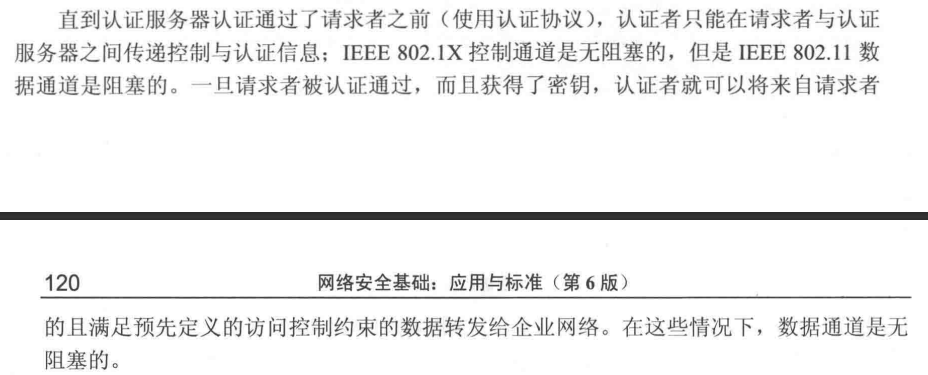 直到认证服务器认证通过了请求者之前（使用认证协议），认证者只能在请求者与认证
服务器之间传递控制与认证信息；IEEE 802.1X 控制通道是无阻塞的，但是 IEEE 802.11 数
据通道是阻塞的。一旦请求者被认证通过，而且获得了密钥，认证者就可以将来自请求者
120 网络安全基础：应用与标准（第 6 版）
的且满足预先定义的访问控制约束的数据转发给企业网络。在这些情况下，数据通道是无
阻塞的。